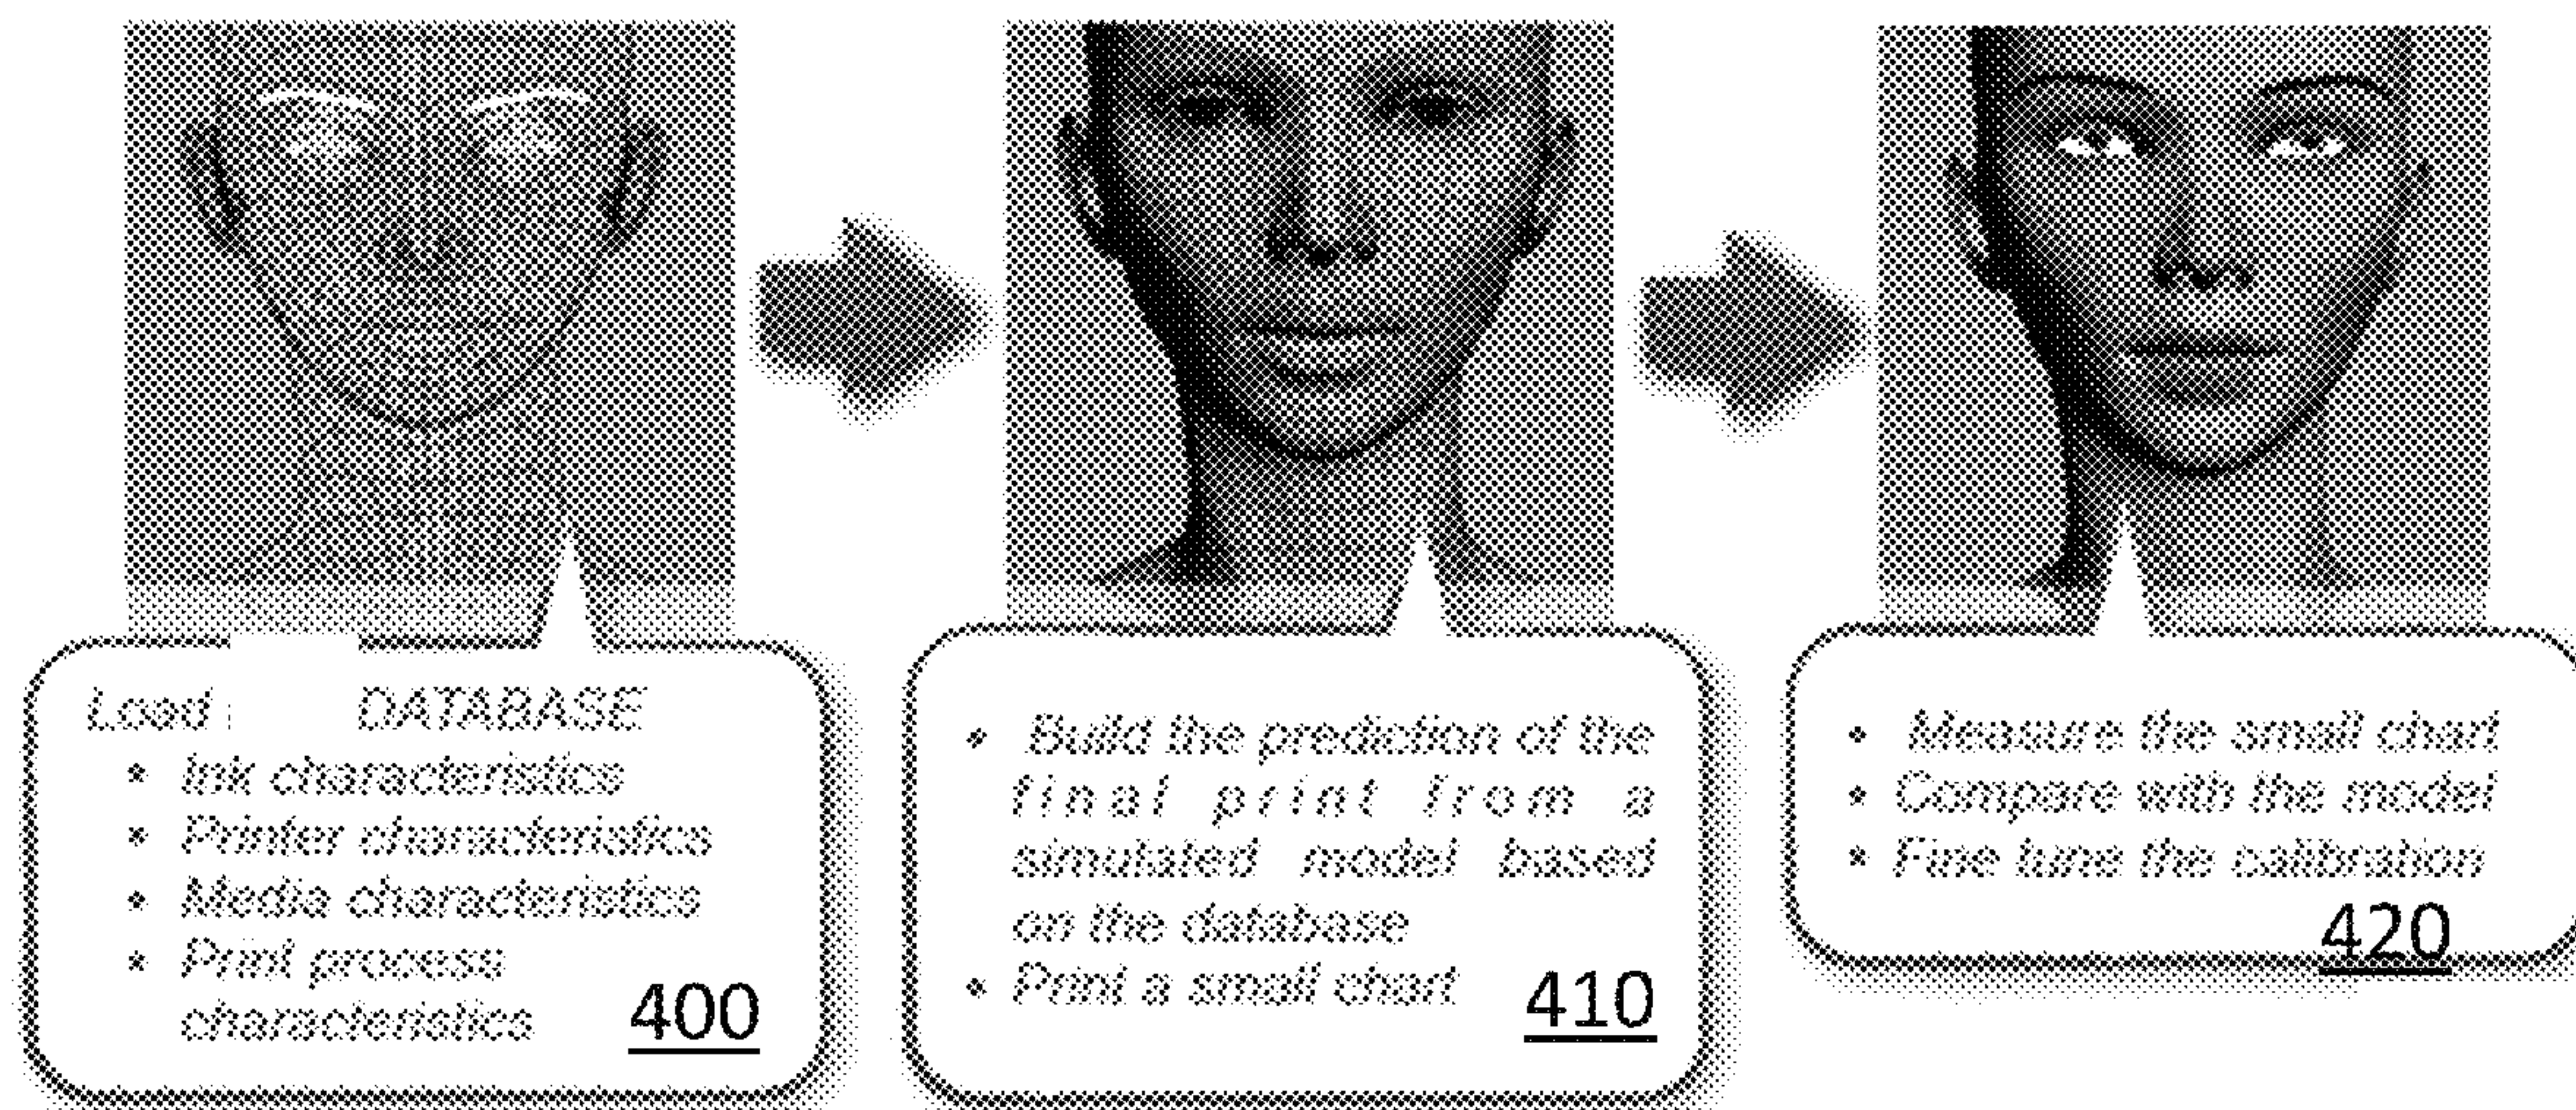 Load DATABASE
• Ink characteristics
• Printer characteristics
• Media characteristics
• Print process
characteristics
400
• Build the prediction of the
final print from a
simulated model based
on the database
• Print a small chart
410
• Measure the small chart
• Compare with the model
• Fine tune the calibration
420